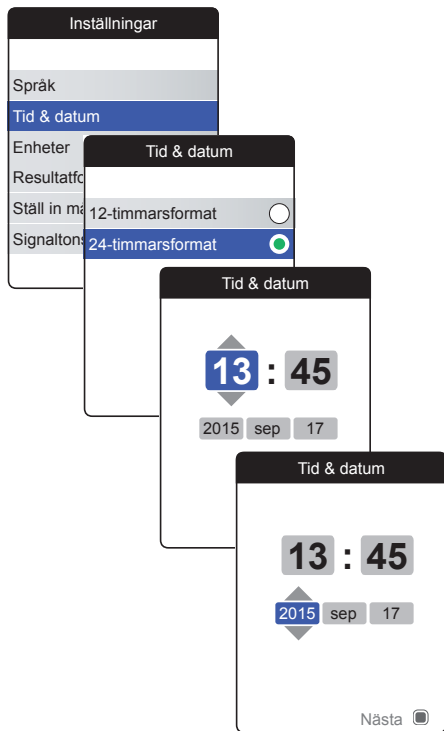 Inställningar
Språk
Tid & datum
Enheter
Resultatfo
Ställ in ma
Signaltons
Tid & datum
12-timmarsformat
24-timmarsformat
Tid & datum
13 : 45
2015 sep 17
Tid & datum
13 : 45
2015 sep 17
Nästa